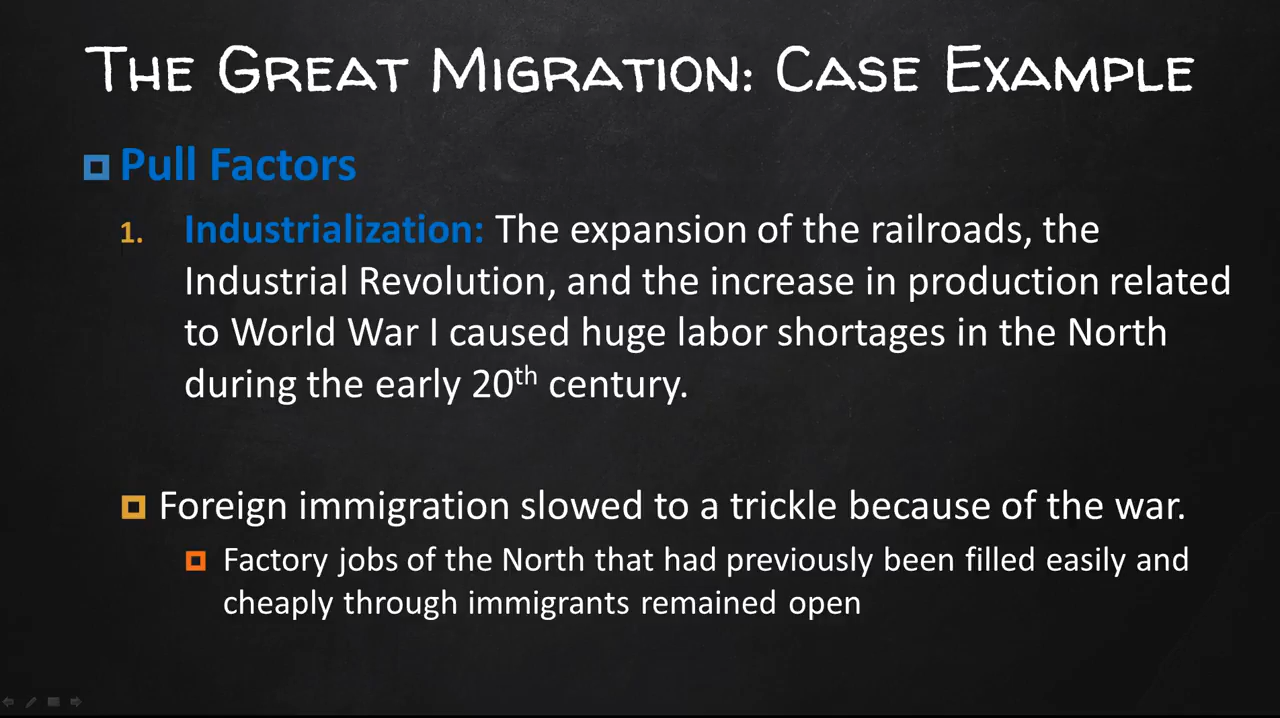 The Great Migration: Case Example
Pull Factors
1. Industrialization: The expansion of the railroads, the
Industrial Revolution, and the increase in production related
to World War I caused huge labor shortages in the North
during the early 20th century.
Foreign immigration slowed to a trickle because of the war.
Factory jobs of the North that had previously been filled easily and
cheaply through immigrants remained open